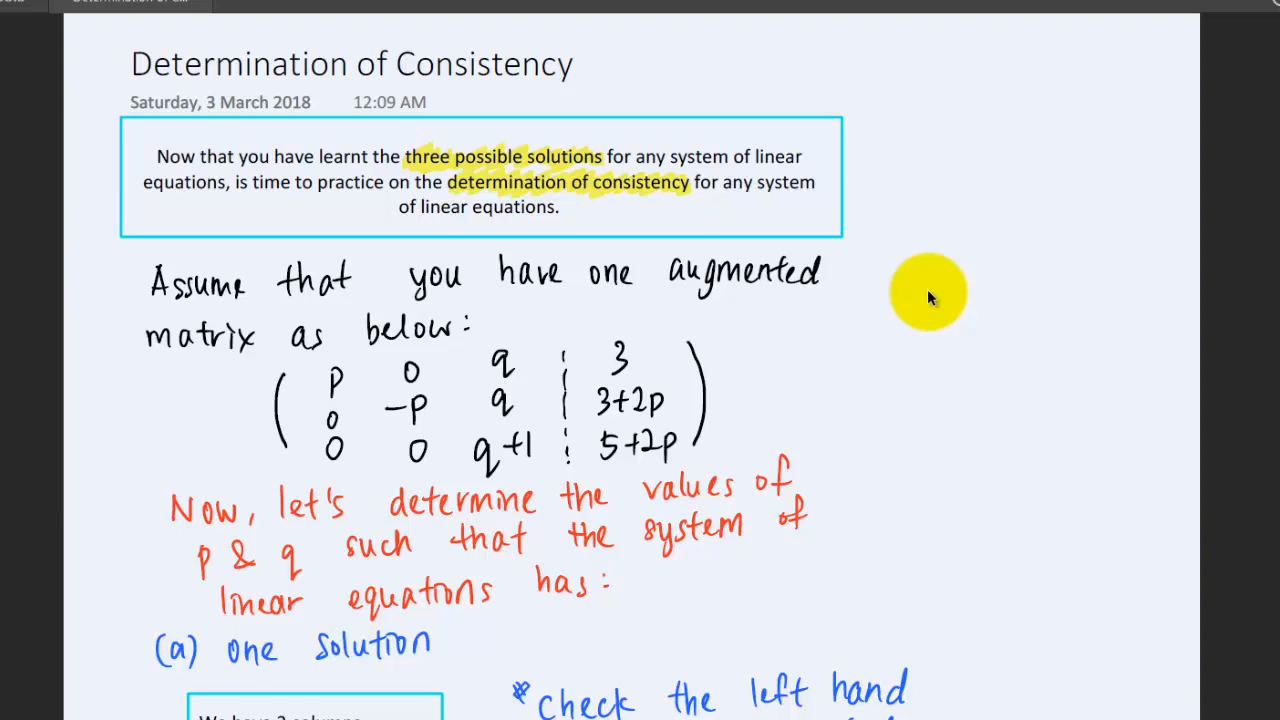 Determination of C...
Determination of Consistency
Saturday, 3 March 2018 12:09 AM
Now that you have learnt the three possible solutions for any system of linear
equations, is time to practice on the determination of consistency for any system
of linear equations.
Assume that you have one augmented
matrix as below:
p 0 q ¦ 3
0 -p q ¦ 3+2p
0 0 q+1 ¦ 5+2p
Now, let's determine the values of
p & q such that the system of
linear equations has:
(a) one solution
* check the left hand